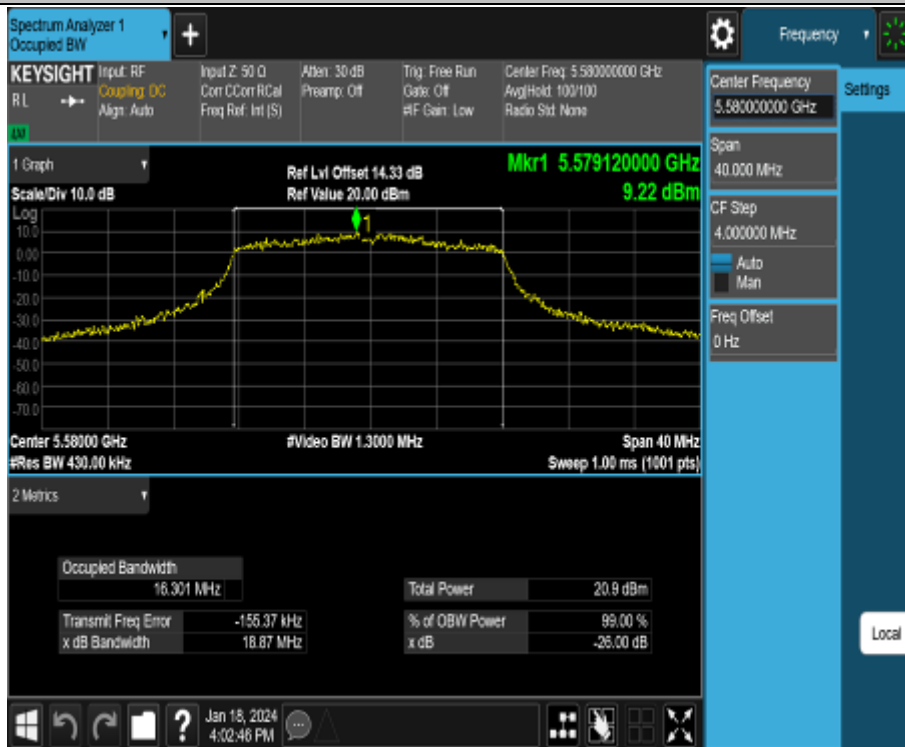 Spectrum Analyzer 1
Occupied BW
+
Frequency
KEYSIGHT
RL
Input: RF
Coupling: DC
Align: Auto
Input Z: 50 Ω
Corr CCorr RCal
Freq Ref: Int (S)
Atten: 30 dB
Preamp: Off
Trig: Free Run
Gate: Off
#IF Gain: Low
Center Freq: 5.580000000 GHz
Avg|Hold: 100/100
Radio Std: None
Center Frequency
5.580000000 GHz
Settings
Span
40.000 MHz
CF Step
4.000000 MHz
Auto
Man
Freq Offset
0 Hz
1 Graph
Scale/Div 10.0 dB
Ref Lvl Offset 14.33 dB
Ref Value 20.00 dBm
Mkr1 5.579120000 GHz
9.22 dBm
Log
10.0
0.00
-10.0
-20.0
-30.0
-40.0
-50.0
-60.0
-70.0
1
Center 5.58000 GHz
#Res BW 430.00 kHz
#Video BW 1.3000 MHz
Span 40 MHz
Sweep 1.00 ms (1001 pts)
2 Metrics
Occupied Bandwidth
16.301 MHz
Transmit Freq Error -155.37 kHz
x dB Bandwidth 18.87 MHz
Total Power 20.9 dBm
% of OBW Power 99.00 %
x dB -26.00 dB
Local
?
Jan 18, 2024
4:02:46 PM